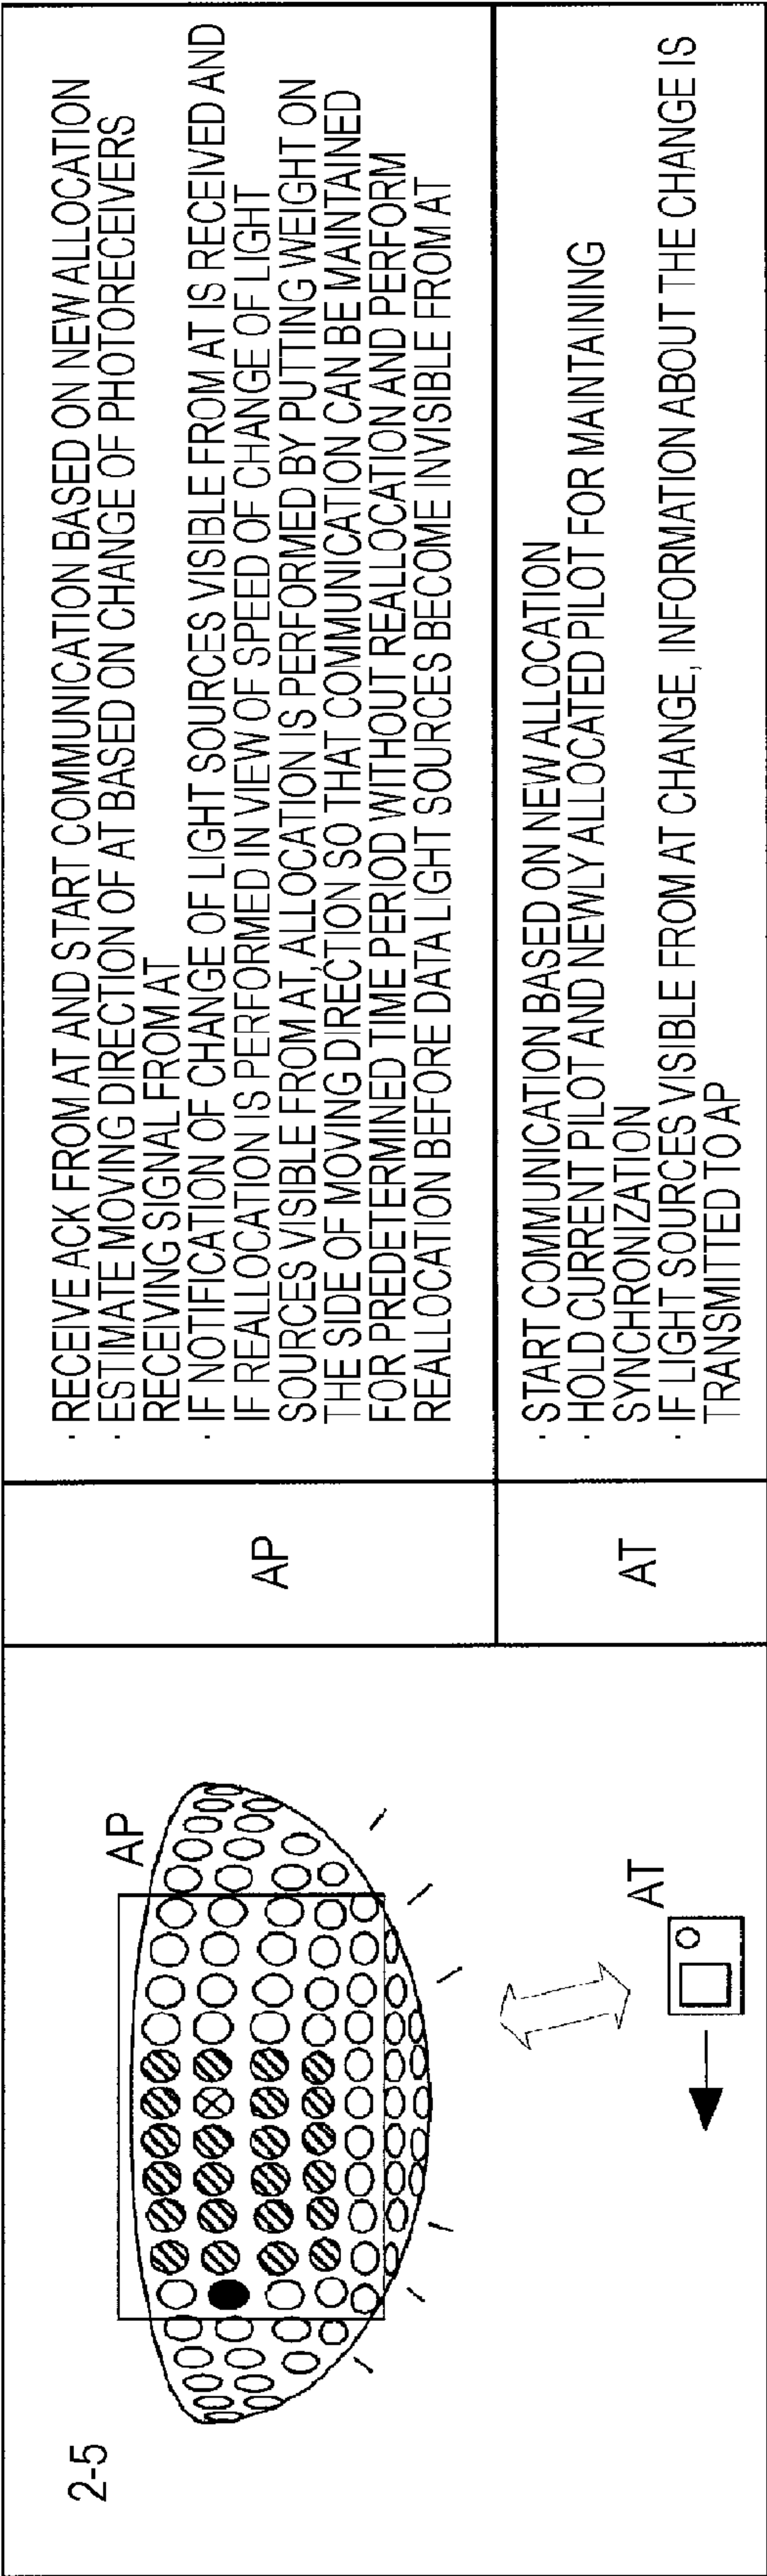 2-5
AP
AT
AP
· RECEIVE ACK FROM AT AND START COMMUNICATION BASED ON NEW ALLOCATION
· ESTIMATE MOVING DIRECTION OF AT BASED ON CHANGE OF PHOTORECEIVERS
RECEIVING SIGNAL FROM AT
· IF NOTIFICATION OF CHANGE OF LIGHT SOURCES VISIBLE FROM AT IS RECEIVED AND
IF REALLOCATION IS PERFORMED IN VIEW OF SPEED OF CHANGE OF LIGHT
SOURCES VISIBLE FROM AT, ALLOCATION IS PERFORMED BY PUTTING WEIGHT ON
THE SIDE OF MOVING DIRECTION SO THAT COMMUNICATION CAN BE MAINTAINED
FOR PREDETERMINED TIME PERIOD WITHOUT REALLOCATION AND PERFORM
REALLOCATION BEFORE DATA LIGHT SOURCES BECOME INVISIBLE FROM AT
AT
· START COMMUNICATION BASED ON NEW ALLOCATION
· HOLD CURRENT PILOT AND NEWLY ALLOCATED PILOT FOR MAINTAINING
SYNCHRONIZATION
· IF LIGHT SOURCES VISIBLE FROM AT CHANGE, INFORMATION ABOUT THE CHANGE IS
TRANSMITTED TO AP